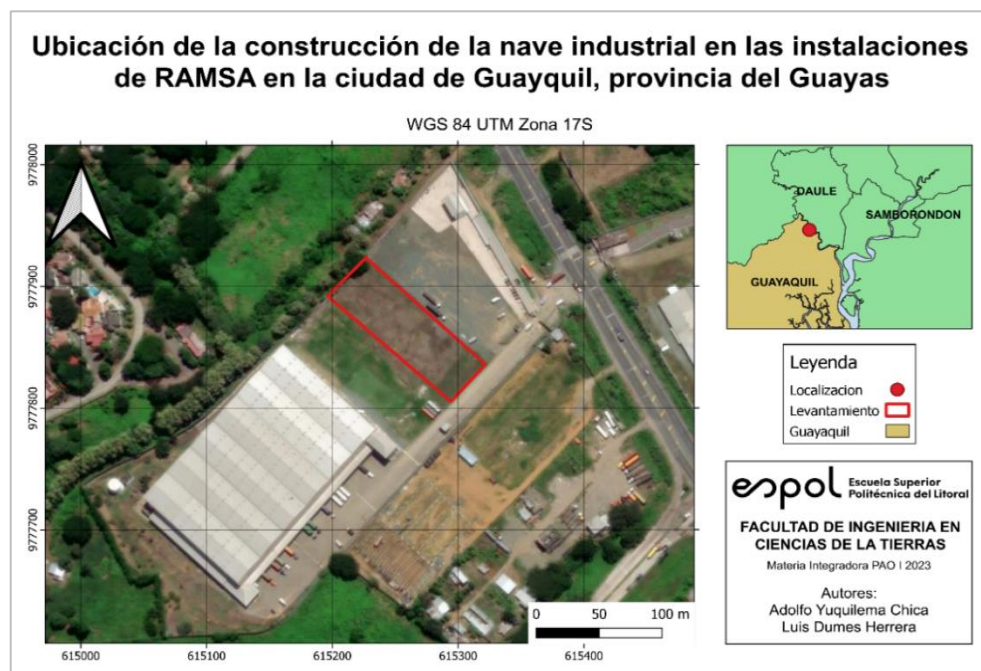 Ubicación de la construcción de la nave industrial en las instalaciones
de RAMSA en la ciudad de Guayquil, provincia del Guayas
WGS 84 UTM Zona 17S
9778000
9777900
9777800
9777700
615000
615100
615200
615300
615400
0
50
100 m
DAULE
SAMBORONDON
GUAYAQUIL
Leyenda
Localizacion
Levantamiento
Guayaquil
espol Escuela Superior
Politécnica del Litoral
FACULTAD DE INGENIERIA EN
CIENCIAS DE LA TIERRAS
Materia Integradora PAO I 2023
Autores:
Adolfo Yuquilema Chica
Luis Dumes Herrera